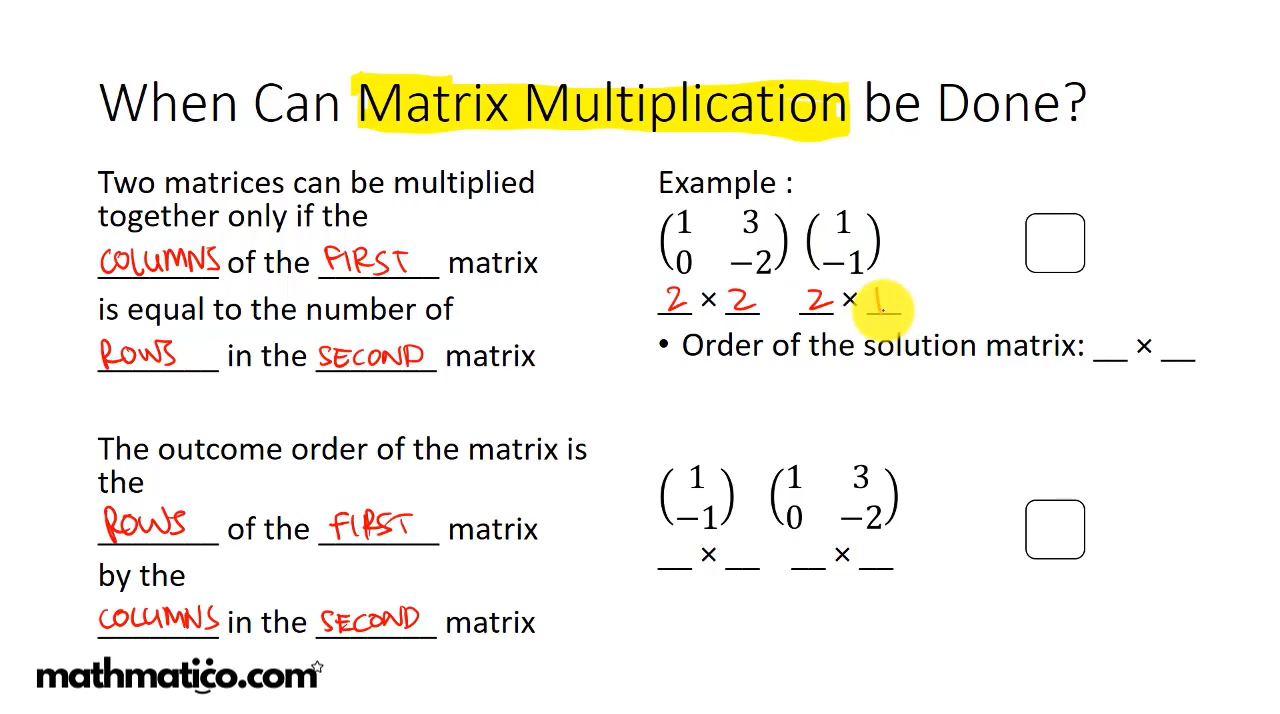 When Can Matrix Multiplication be Done?
Two matrices can be multiplied
together only if the
COLUMNS of the FIRST matrix
is equal to the number of
ROWS in the SECOND matrix
The outcome order of the matrix is
the
ROWS of the FIRST matrix
by the
COLUMNS in the SECOND matrix
Example :
(1 3) (1)
(0 −2) (−1)
2 × 2 2 × 1
• Order of the solution matrix: __ × __
(1) (1 3)
(−1) (0 −2)
__ × __ __ × __
mathmatico.com